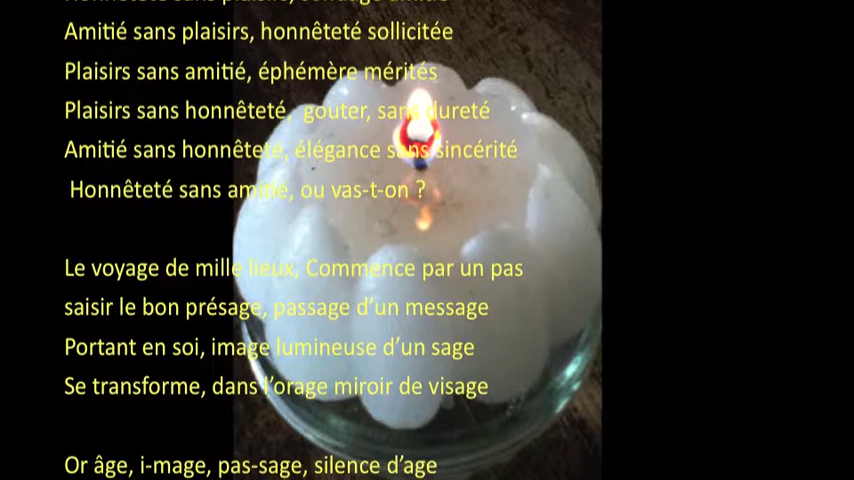 Amitié sans plaisirs, honnêteté sollicitée
Plaisirs sans amitié, éphémère mérités
Plaisirs sans honnêteté, gouter, sans dureté
Amitié sans honnêteté, élégance sans sincérité
Honnêteté sans amitié, ou vas-t-on ?
Le voyage de mille lieux, Commence par un pas
saisir le bon présage, passage d'un message
Portant en soi, image lumineuse d'un sage
Se transforme, dans l'orage miroir de visage
Or âge, i-mage, pas-sage, silence d'age